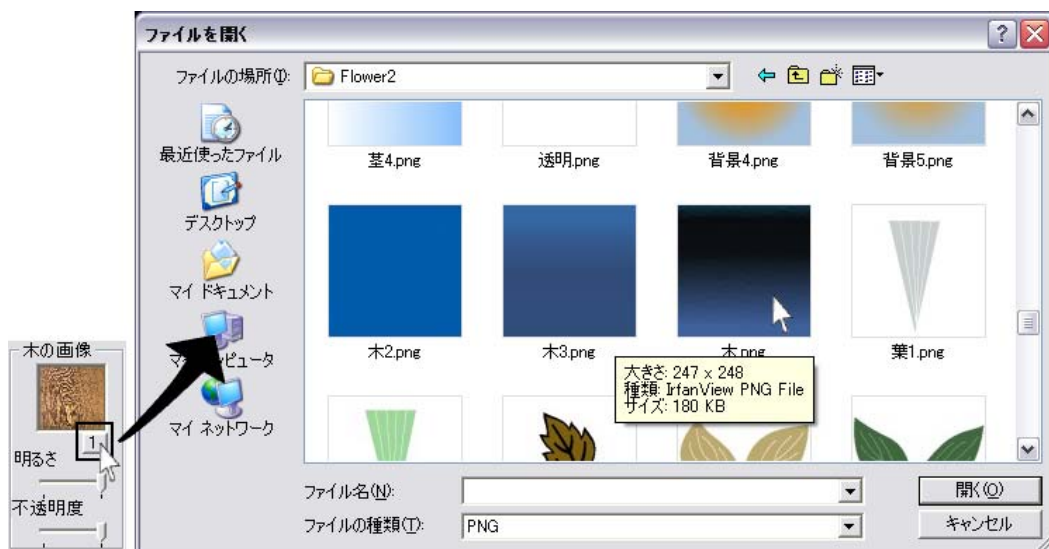 ファイルを開く
ファイルの場所(I):
Flower2
最近使ったファイル
デスクトップ
マイ ドキュメント
マイ ネットワーク
茎4.png
透明.png
背景4.png
背景5.png
木2.png
木3.png
木.png
葉1.png
大きさ: 247 x 248
種類: IrfanView PNG File
サイズ: 180 KB
ファイル名(N):
開く(O)
ファイルの種類(T):
PNG
キャンセル
木の画像
1
明るさ
不透明度